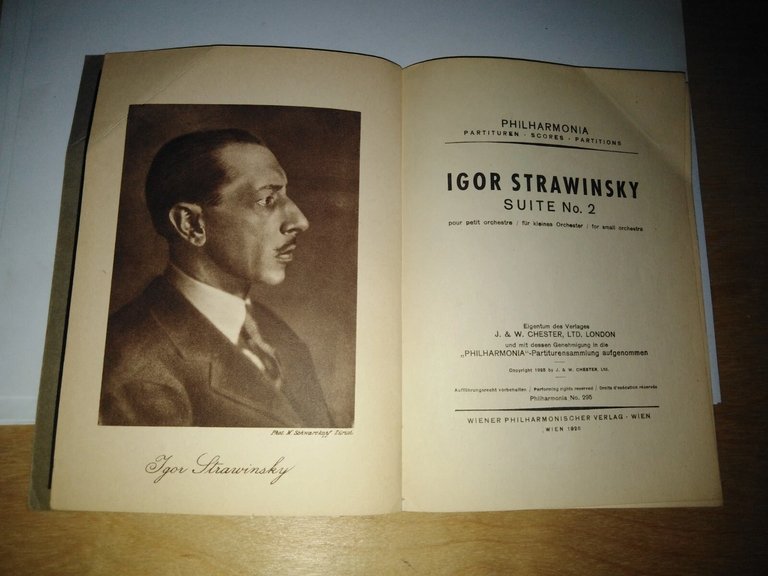 Phot. W. Schwarzkopf Zürich
Igor Strawinsky
PHILHARMONIA
PARTITUREN · SCORES · PARTITIONS
IGOR STRAWINSKY
SUITE No. 2
pour petit orchestre / für kleines Orchester / for small orchestra
Eigentum des Verlages
J. & W. CHESTER, LTD. LONDON
und mit dessen Genehmigung in die
„PHILHARMONIA"-Partiturensammlung aufgenommen
Copyright 1925 by J. & W. CHESTER, Ltd.
Aufführungsrecht vorbehalten / Performing rights reserved / Droits d'exécution réservés
Philharmonia No. 295
WIENER PHILHARMONISCHER VERLAG · WIEN
WIEN 1925